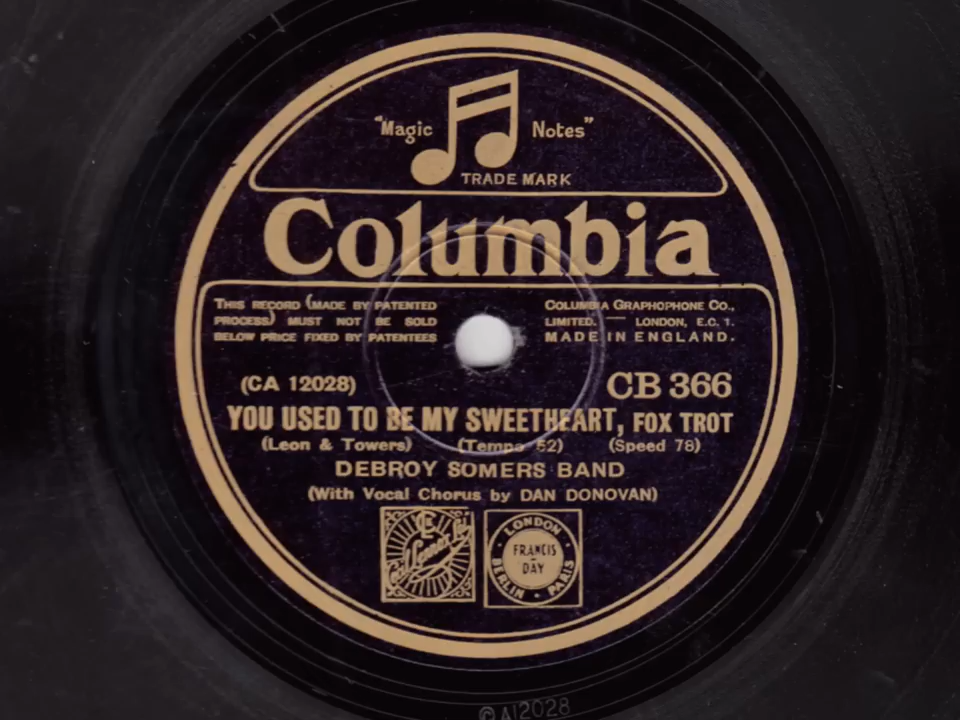 "Magic Notes"
TRADE MARK
Columbia
THIS RECORD (MADE BY PATENTED
PROCESS) MUST NOT BE SOLD
BELOW PRICE FIXED BY PATENTEES
COLUMBIA GRAPHOPHONE CO.,
LIMITED. — LONDON, E.C. 1.
MADE IN ENGLAND.
(CA 12028) CB 366
YOU USED TO BE MY SWEETHEART, FOX TROT
(Leon & Towers) (Tempo 52) (Speed 78)
DEBROY SOMERS BAND
(With Vocal Chorus by DAN DONOVAN)
LONDON
FRANCIS
DAY
BERLIN · PARIS
A12028